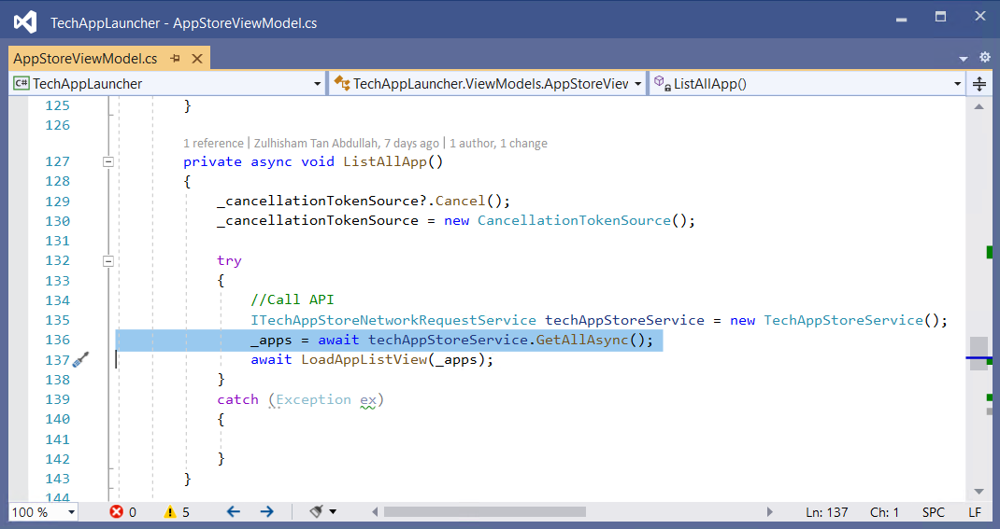 TechAppLauncher - AppStoreViewModel.cs
AppStoreViewModel.cs
C# TechAppLauncher TechAppLauncher.ViewModels.AppStoreView ListAllApp()
125 }
126
1 reference | Zulhisham Tan Abdullah, 7 days ago | 1 author, 1 change
127 private async void ListAllApp()
128 {
129 _cancellationTokenSource?.Cancel();
130 _cancellationTokenSource = new CancellationTokenSource();
131
132 try
133 {
134 //Call API
135 ITechAppStoreNetworkRequestService techAppStoreService = new TechAppStoreService();
136 _apps = await techAppStoreService.GetAllAsync();
137 await LoadAppListView(_apps);
138 }
139 catch (Exception ex)
140 {
141
142 }
143 }
144
100 % 0 5 Ln: 137 Ch: 1 SPC LF